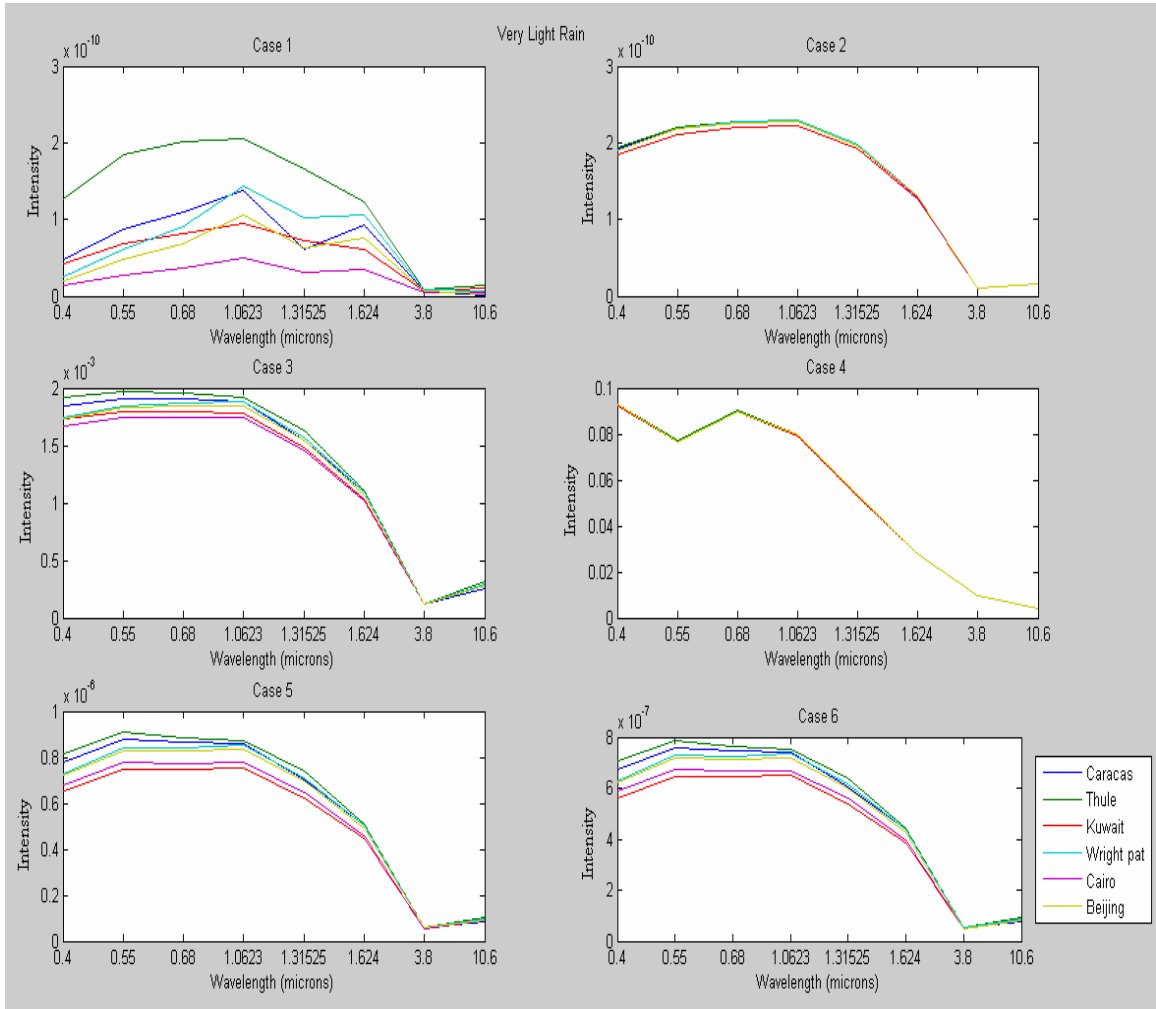 Very Light Rain
x 10^-10
Case 1
3
2
1
0
Intensity
0.4 0.55 0.68 1.0623 1.31525 1.624 3.8 10.6
Wavelength (microns)
x 10^-10
Case 2
3
2
1
0
Intensity
0.4 0.55 0.68 1.0623 1.31525 1.624 3.8 10.6
Wavelength (microns)
x 10^-3
Case 3
2
1.5
1
0.5
0
Intensity
0.4 0.55 0.68 1.0623 1.31525 1.624 3.8 10.6
Wavelength (microns)
Case 4
0.1
0.08
0.06
0.04
0.02
0
Intensity
0.4 0.55 0.68 1.0623 1.31525 1.624 3.8 10.6
Wavelength (microns)
x 10^-6
Case 5
1
0.8
0.6
0.4
0.2
0
Intensity
0.4 0.55 0.68 1.0623 1.31525 1.624 3.8 10.6
Wavelength (microns)
x 10^-7
Case 6
8
6
4
2
0
Intensity
0.4 0.55 0.68 1.0623 1.31525 1.624 3.8 10.6
Wavelength (microns)
Caracas
Thule
Kuwait
Wright pat
Cairo
Beijing